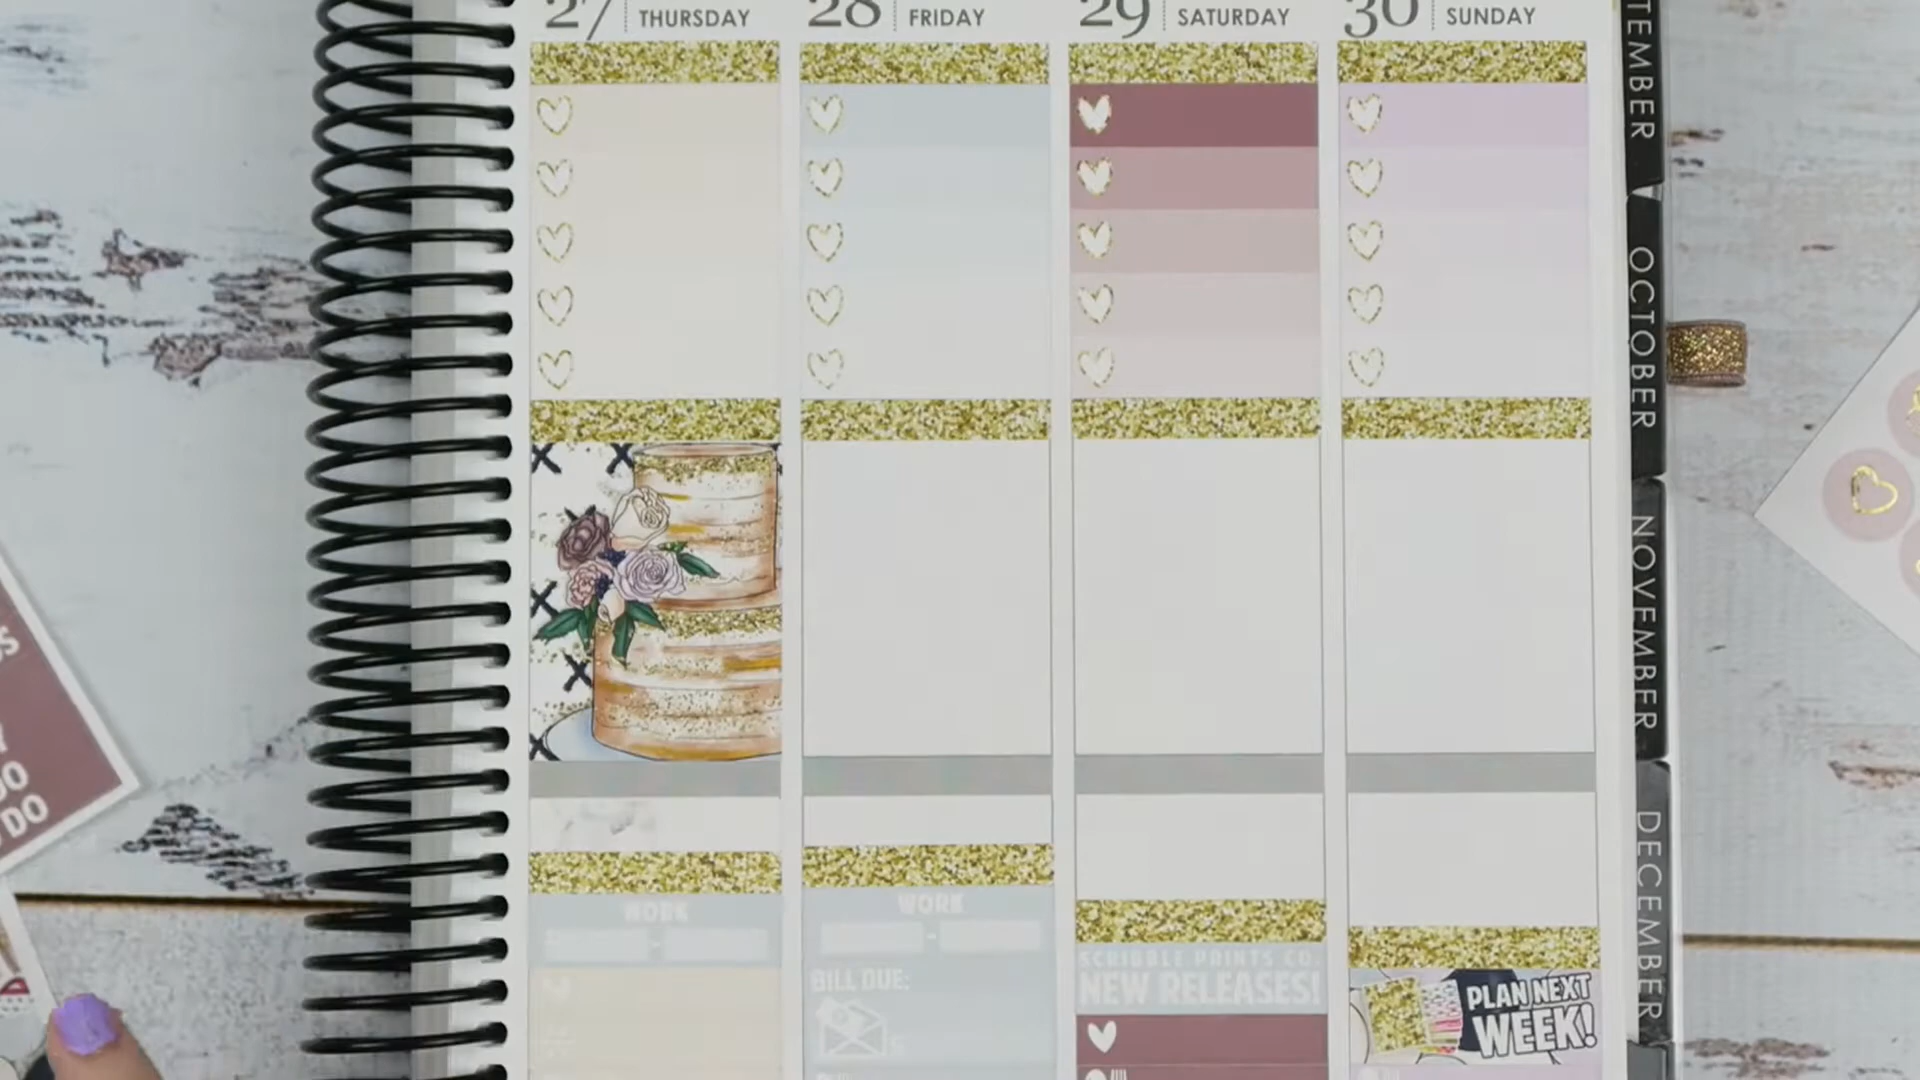 27 THURSDAY
28 FRIDAY
29 SATURDAY
30 SUNDAY
TEMBER
OCTOBER
NOVEMBER
DECEMBER
DO
DO
WORK
WORK
BILL DUE:
SCRIBBLE PRINTS CO.
NEW RELEASES!
PLAN NEXT
WEEK!